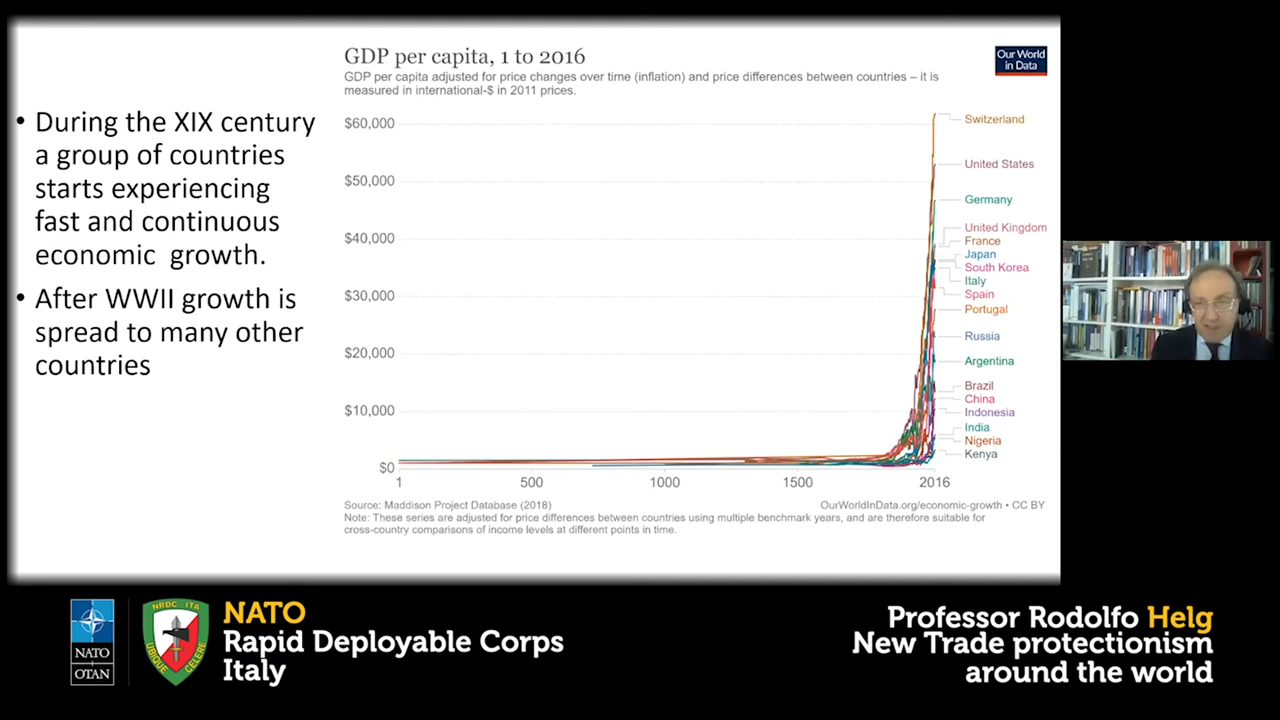 • During the XIX century
a group of countries
starts experiencing
fast and continuous
economic  growth.
• After WWII growth is
spread to many other
countries
GDP per capita, 1 to 2016
GDP per capita adjusted for price changes over time (inflation) and price differences between countries – it is
measured in international-$ in 2011 prices.
Our World
in Data
$60,000
$50,000
$40,000
$30,000
$20,000
$10,000
$0
1
500
1000
1500
2016
Switzerland
United States
Germany
United Kingdom
France
Japan
South Korea
Italy
Spain
Portugal
Russia
Argentina
Brazil
China
Indonesia
India
Nigeria
Kenya
Source: Maddison Project Database (2018)
OurWorldInData.org/economic-growth • CC BY
Note: These series are adjusted for price differences between countries using multiple benchmark years, and are therefore suitable for
cross-country comparisons of income levels at different points in time.
NATO
OTAN
NRDC-ITA
UBIQUE CELERE
NATO
Rapid Deployable Corps
Italy
Professor Rodolfo Helg
New Trade protectionism
around the world